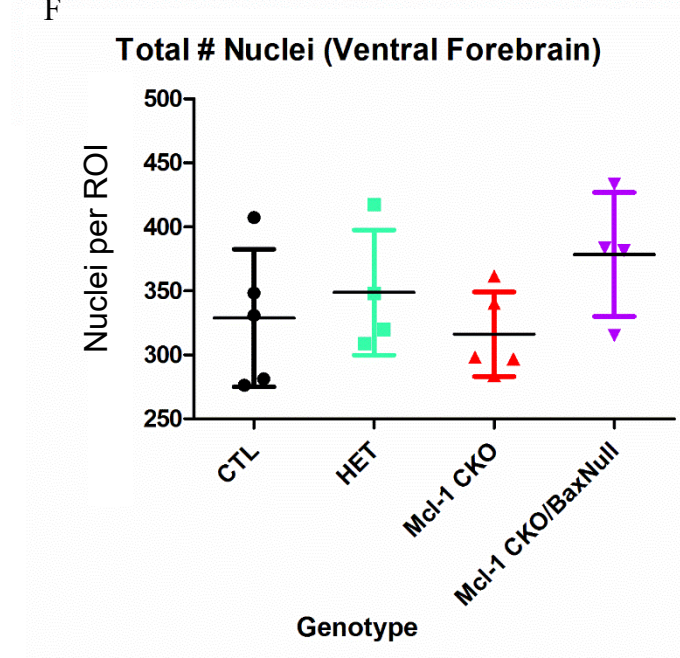 F
Total # Nuclei (Ventral Forebrain)
500
450
400
350
300
250
Nuclei per ROI
CTL
HET
Mcl-1 CKO
Mcl-1 CKO/BaxNull
Genotype